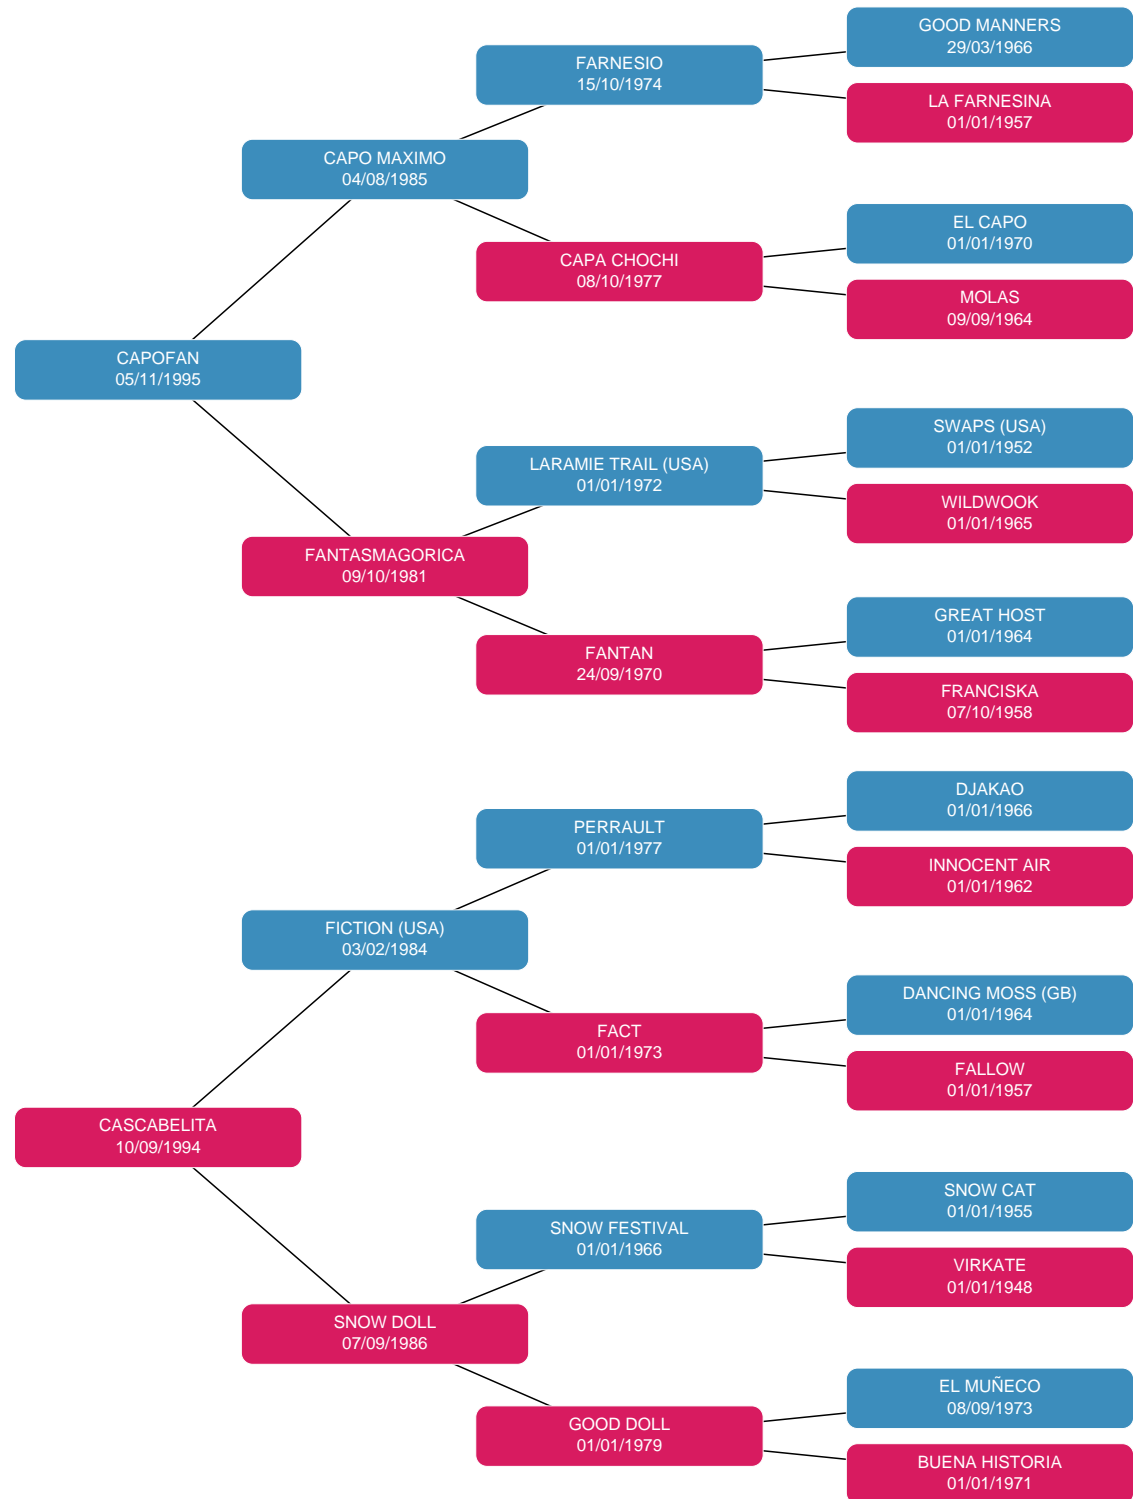 GOOD MANNERS
29/03/1966
FARNESIO
15/10/1974
LA FARNESINA
01/01/1957
CAPO MAXIMO
04/08/1985
EL CAPO
01/01/1970
CAPA CHOCHI
08/10/1977
MOLAS
09/09/1964
CAPOFAN
05/11/1995
SWAPS (USA)
01/01/1952
LARAMIE TRAIL (USA)
01/01/1972
WILDWOOK
01/01/1965
FANTASMAGORICA
09/10/1981
GREAT HOST
01/01/1964
FANTAN
24/09/1970
FRANCISKA
07/10/1958
DJAKAO
01/01/1966
PERRAULT
01/01/1977
INNOCENT AIR
01/01/1962
FICTION (USA)
03/02/1984
DANCING MOSS (GB)
01/01/1964
FACT
01/01/1973
FALLOW
01/01/1957
CASCABELITA
10/09/1994
SNOW CAT
01/01/1955
SNOW FESTIVAL
01/01/1966
VIRKATE
01/01/1948
SNOW DOLL
07/09/1986
EL MUÑECO
08/09/1973
GOOD DOLL
01/01/1979
BUENA HISTORIA
01/01/1971